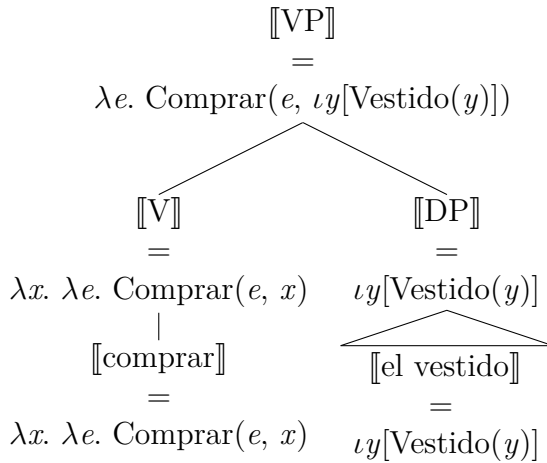 ⟦VP⟧
=
λe. Comprar(e, ιy[Vestido(y)])
⟦V⟧ ⟦DP⟧
= =
λx. λe. Comprar(e, x) ιy[Vestido(y)]
⟦comprar⟧ ⟦el vestido⟧
= =
λx. λe. Comprar(e, x) ιy[Vestido(y)]